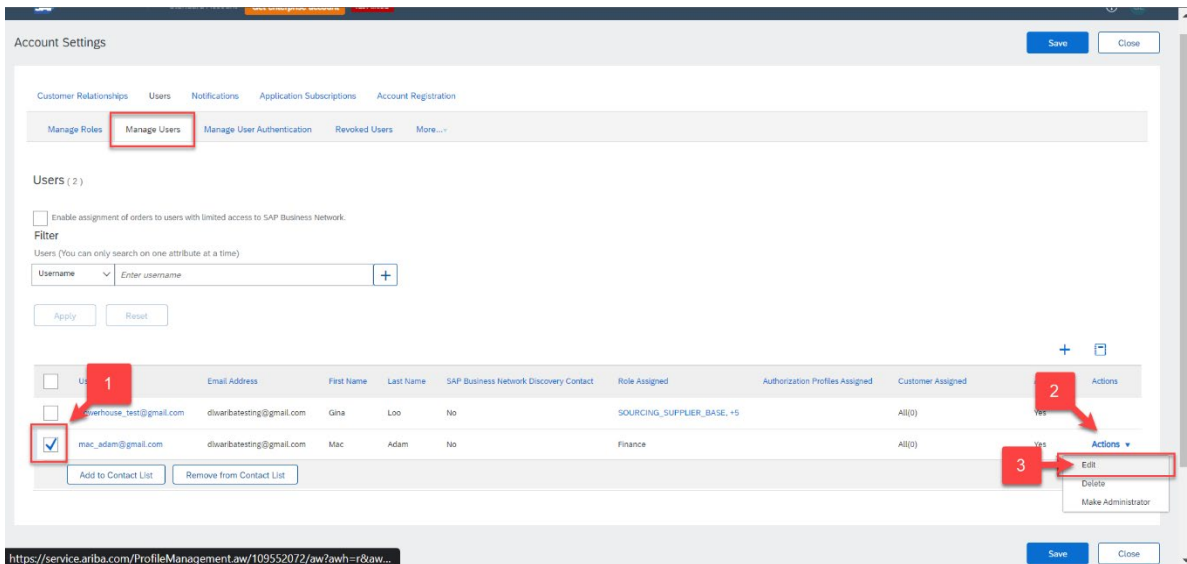 Get enterprise account
Account Settings
Save Close
Customer Relationships Users Notifications Application Subscriptions Account Registration
Manage Roles Manage Users Manage User Authentication Revoked Users More...
Users (2)
Enable assignment of orders to users with limited access to SAP Business Network.
Filter
Users (You can only search on one attribute at a time)
Username Enter username +
Apply Reset
+
1 Email Address First Name Last Name SAP Business Network Discovery Contact Role Assigned Authorization Profiles Assigned Customer Assigned 2 Actions
werhouse_test@gmail.com diwaribatesting@gmail.com Gina Loo No SOURCING_SUPPLIER_BASE, +5 All(0) Yes
mac_adam@gmail.com diwaribatesting@gmail.com Mac Adam No Finance All(0) Yes Actions
Add to Contact List Remove from Contact List 3 Edit
Delete
Make Administrator
https://service.ariba.com/ProfileManagement.aw/109552072/aw?awh=r&aw...
Save Close